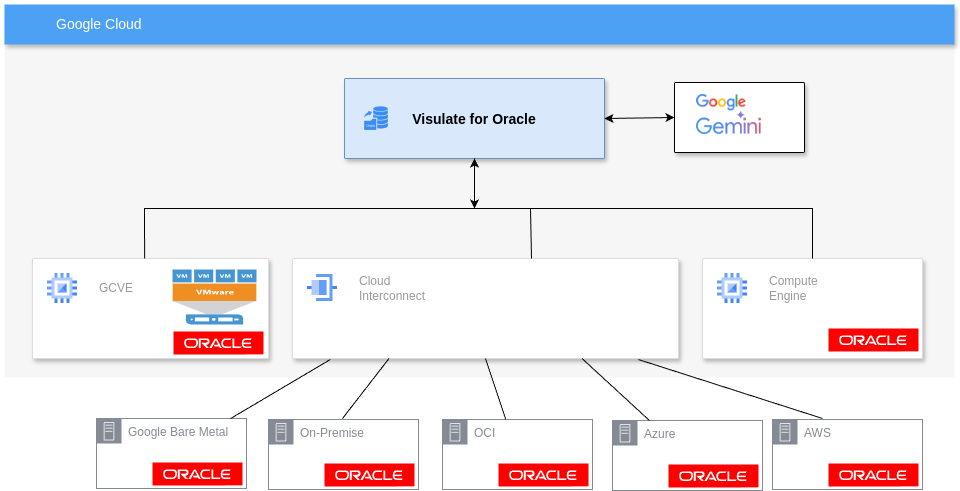 Google Cloud
Visulate for Oracle
Google
Gemini
GCVE
VM VM VM VM
VMware
ORACLE
Cloud
Interconnect
Compute
Engine
ORACLE
Google Bare Metal
ORACLE
On-Premise
ORACLE
OCI
ORACLE
Azure
ORACLE
AWS
ORACLE